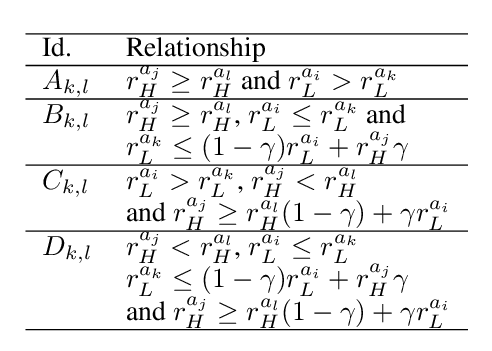 Id. Relationship
A_{k,l} r_H^{a_j} ≥ r_H^{a_l} and r_L^{a_i} > r_L^{a_k}
B_{k,l} r_H^{a_j} ≥ r_H^{a_l}, r_L^{a_i} ≤ r_L^{a_k} and
r_L^{a_k} ≤ (1 − γ)r_L^{a_i} + r_H^{a_j}γ
C_{k,l} r_L^{a_i} > r_L^{a_k}, r_H^{a_j} < r_H^{a_l}
and r_H^{a_j} ≥ r_H^{a_l}(1 − γ) + γr_L^{a_i}
D_{k,l} r_H^{a_j} < r_H^{a_l}, r_L^{a_i} ≤ r_L^{a_k}
r_L^{a_k} ≤ (1 − γ)r_L^{a_i} + r_H^{a_j}γ
and r_H^{a_j} ≥ r_H^{a_l}(1 − γ) + γr_L^{a_i}